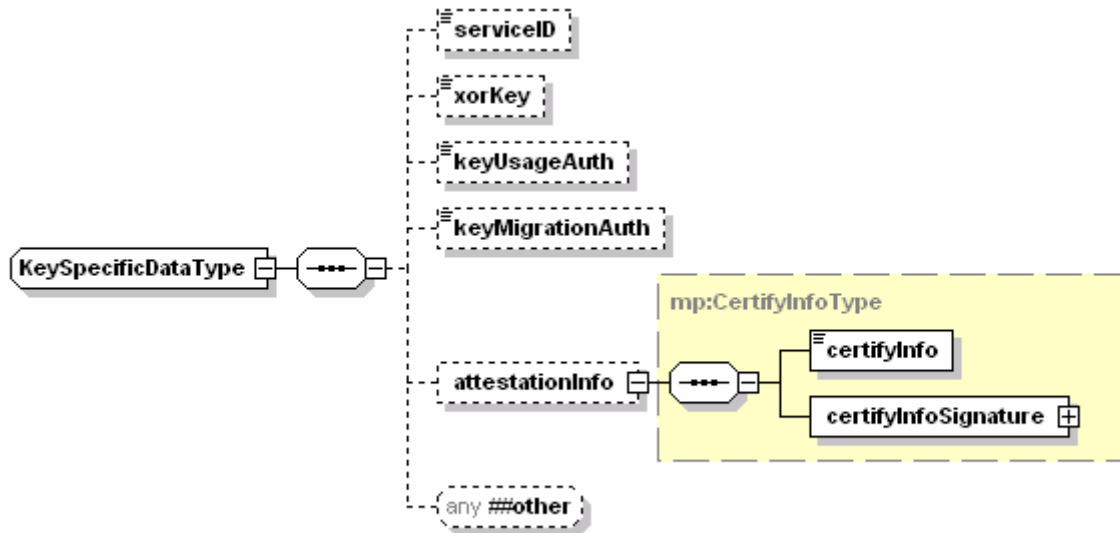 serviceID
xorKey
keyUsageAuth
keyMigrationAuth
KeySpecificDataType
mp:CertifyInfoType
certifyInfo
attestationInfo
certifyInfoSignature
any ##other